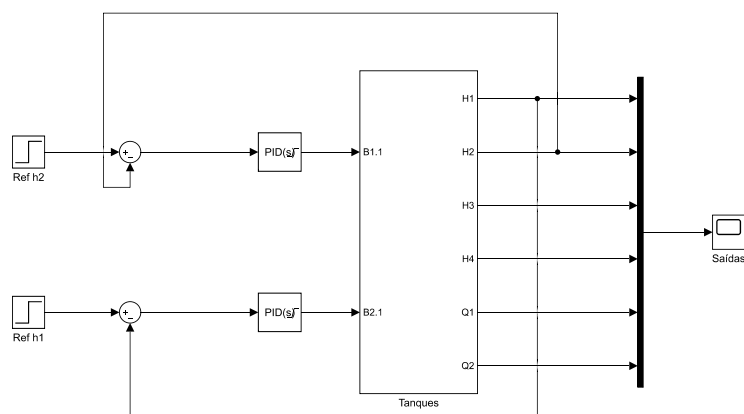 H1
Ref h2
+
−
PID(s)
B1.1
H2
H3
H4
Saídas
Ref h1
+
−
PID(s)
B2.1
Q1
Q2
Tanques